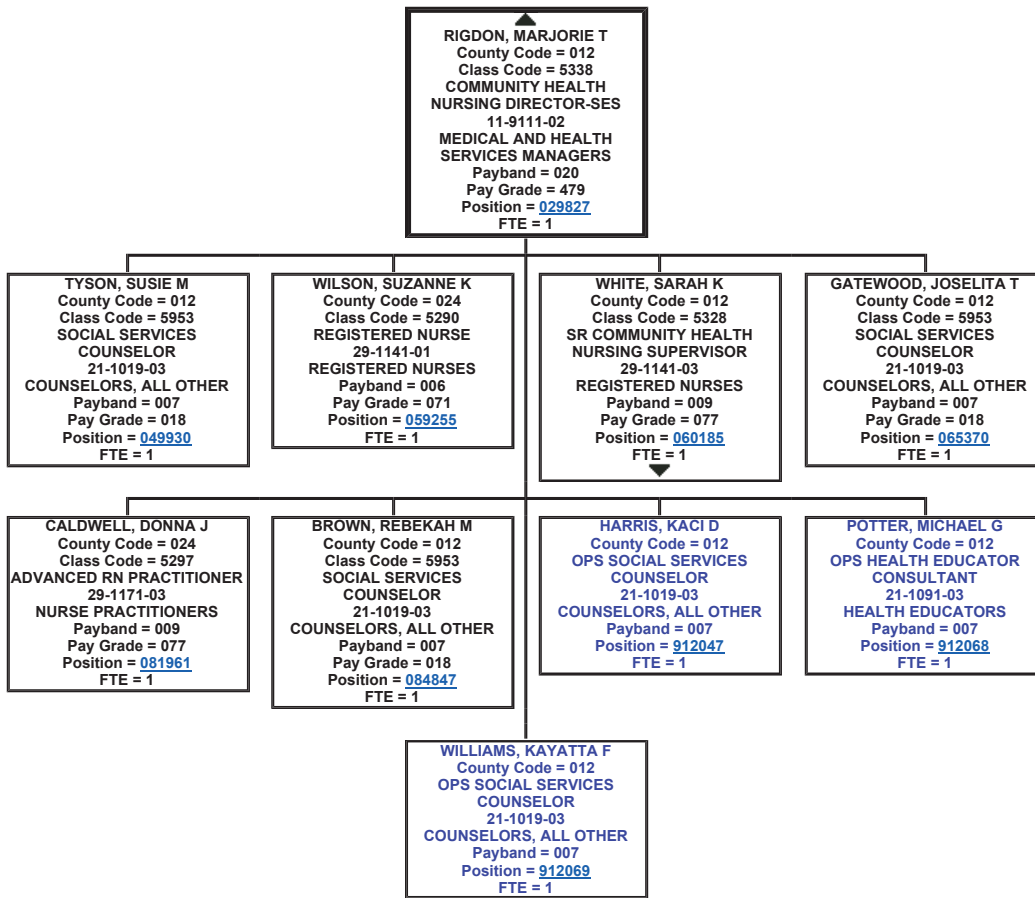 RIGDON, MARJORIE T
County Code = 012
Class Code = 5338
COMMUNITY HEALTH
NURSING DIRECTOR-SES
11-9111-02
MEDICAL AND HEALTH
SERVICES MANAGERS
Payband = 020
Pay Grade = 479
Position = 029827
FTE = 1
TYSON, SUSIE M
County Code = 012
Class Code = 5953
SOCIAL SERVICES
COUNSELOR
21-1019-03
COUNSELORS, ALL OTHER
Payband = 007
Pay Grade = 018
Position = 049930
FTE = 1
WILSON, SUZANNE K
County Code = 024
Class Code = 5290
REGISTERED NURSE
29-1141-01
REGISTERED NURSES
Payband = 006
Pay Grade = 071
Position = 059255
FTE = 1
WHITE, SARAH K
County Code = 012
Class Code = 5328
SR COMMUNITY HEALTH
NURSING SUPERVISOR
29-1141-03
REGISTERED NURSES
Payband = 009
Pay Grade = 077
Position = 060185
FTE = 1
GATEWOOD, JOSELITA T
County Code = 012
Class Code = 5953
SOCIAL SERVICES
COUNSELOR
21-1019-03
COUNSELORS, ALL OTHER
Payband = 007
Pay Grade = 018
Position = 065370
FTE = 1
CALDWELL, DONNA J
County Code = 024
Class Code = 5297
ADVANCED RN PRACTITIONER
29-1171-03
NURSE PRACTITIONERS
Payband = 009
Pay Grade = 077
Position = 081961
FTE = 1
BROWN, REBEKAH M
County Code = 012
Class Code = 5953
SOCIAL SERVICES
COUNSELOR
21-1019-03
COUNSELORS, ALL OTHER
Payband = 007
Pay Grade = 018
Position = 084847
FTE = 1
HARRIS, KACI D
County Code = 012
OPS SOCIAL SERVICES
COUNSELOR
21-1019-03
COUNSELORS, ALL OTHER
Payband = 007
Position = 912047
FTE = 1
POTTER, MICHAEL G
County Code = 012
OPS HEALTH EDUCATOR
CONSULTANT
21-1091-03
HEALTH EDUCATORS
Payband = 007
Position = 912068
FTE = 1
WILLIAMS, KAYATTA F
County Code = 012
OPS SOCIAL SERVICES
COUNSELOR
21-1019-03
COUNSELORS, ALL OTHER
Payband = 007
Position = 912069
FTE = 1